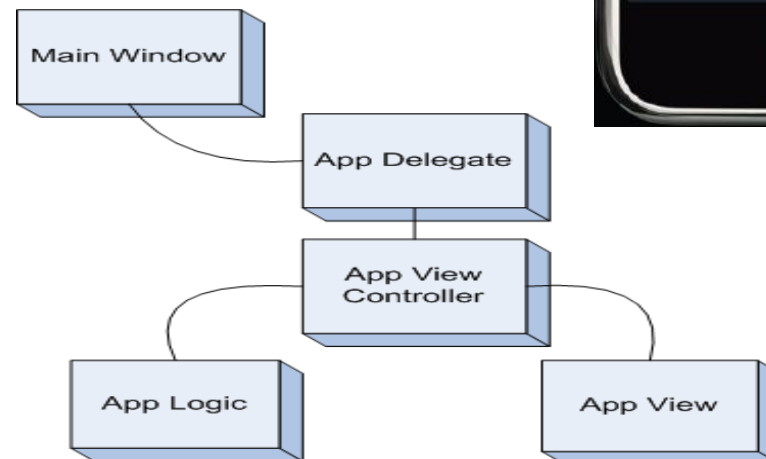 Main Window
App Delegate
App View
Controller
App Logic
App View